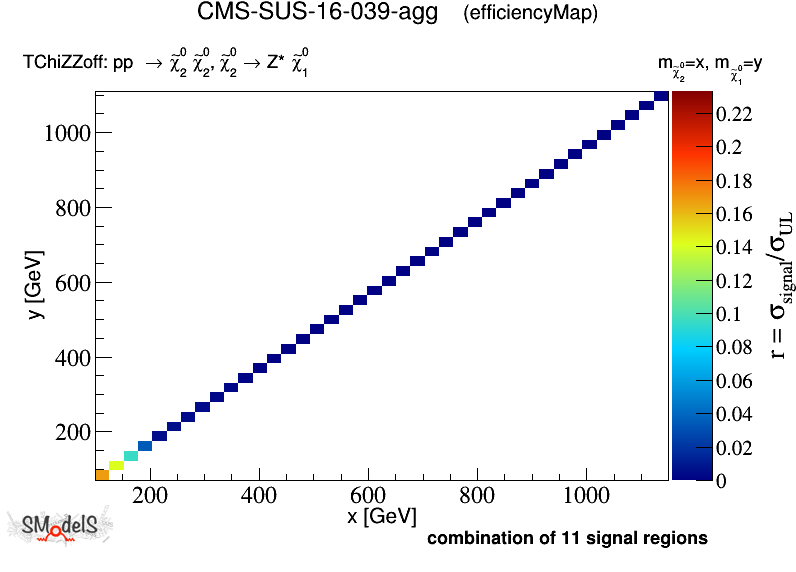 CMS-SUS-16-039-agg (efficiencyMap)
TChiZZoff: pp → χ̃⁰₂ χ̃⁰₂, χ̃⁰₂ → Z* χ̃⁰₁
m_χ̃⁰₂=x, m_χ̃⁰₁=y
y [GeV]
1000
800
600
400
200
200 400 600 800 1000
x [GeV]
0.22
0.2
0.18
0.16
0.14
0.12
0.1
0.08
0.06
0.04
0.02
0
r = σ_signal/σ_UL
SModelS
combination of 11 signal regions